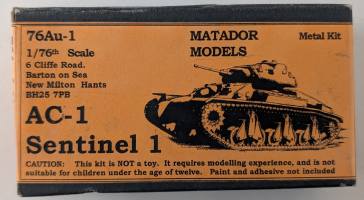 76Au-1
MATADOR
MODELS
Metal Kit
1/76th Scale
6 Cliffe Road.
Barton on Sea
New Milton Hants
BH25 7PB
AC-1
Sentinel 1
CAUTION: This kit is NOT a toy. It requires modelling experience, and is not
suitable for children under the age of twelve. Paint and adhesive not included